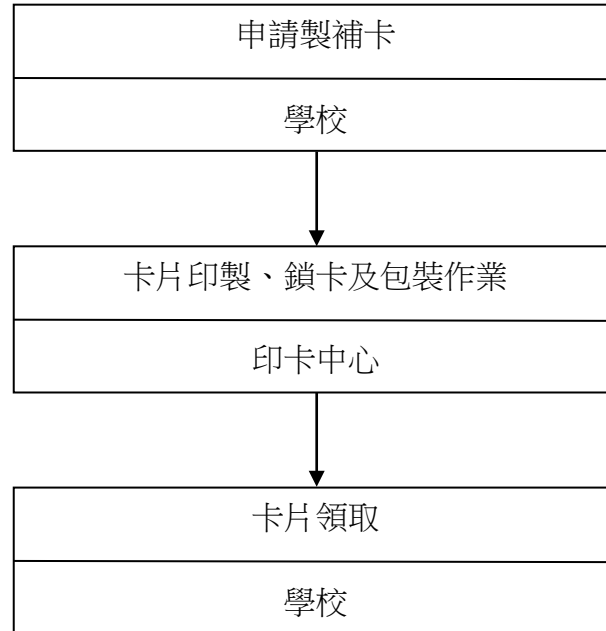 申請製補卡
學校
卡片印製、鎖卡及包裝作業
印卡中心
卡片領取
學校